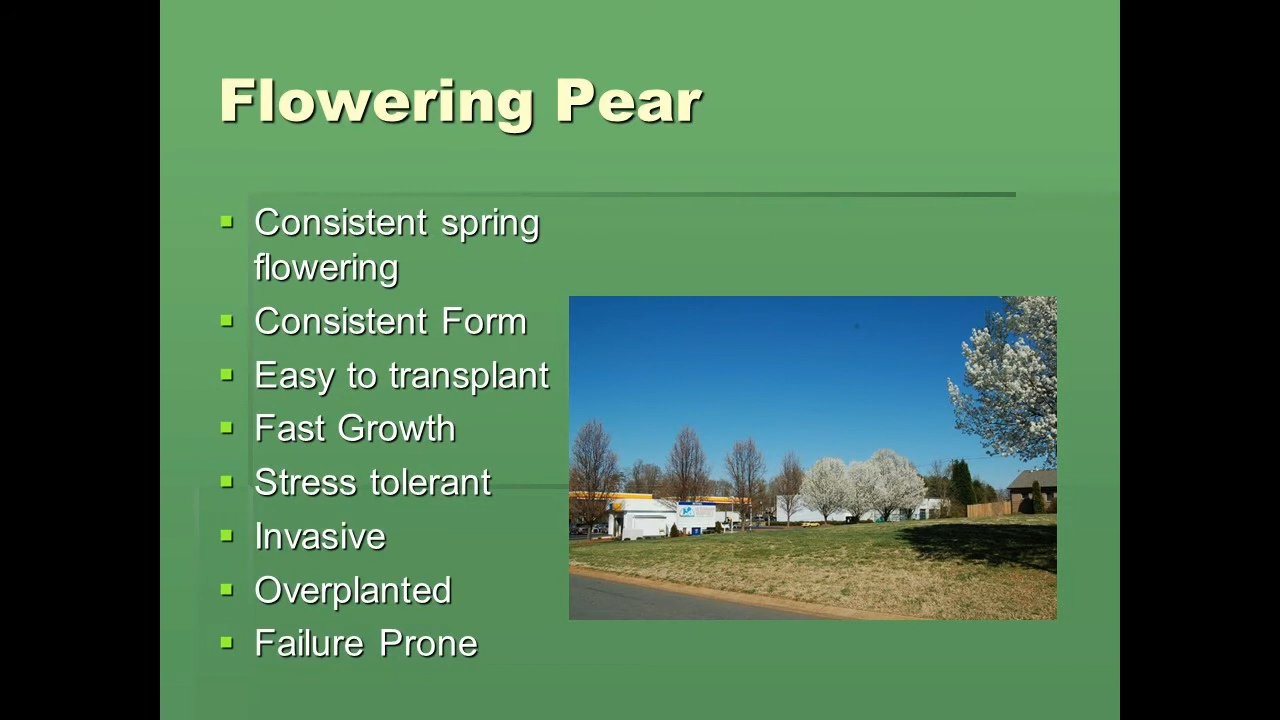 Flowering Pear
Consistent spring
flowering
Consistent Form
Easy to transplant
Fast Growth
Stress tolerant
Invasive
Overplanted
Failure Prone